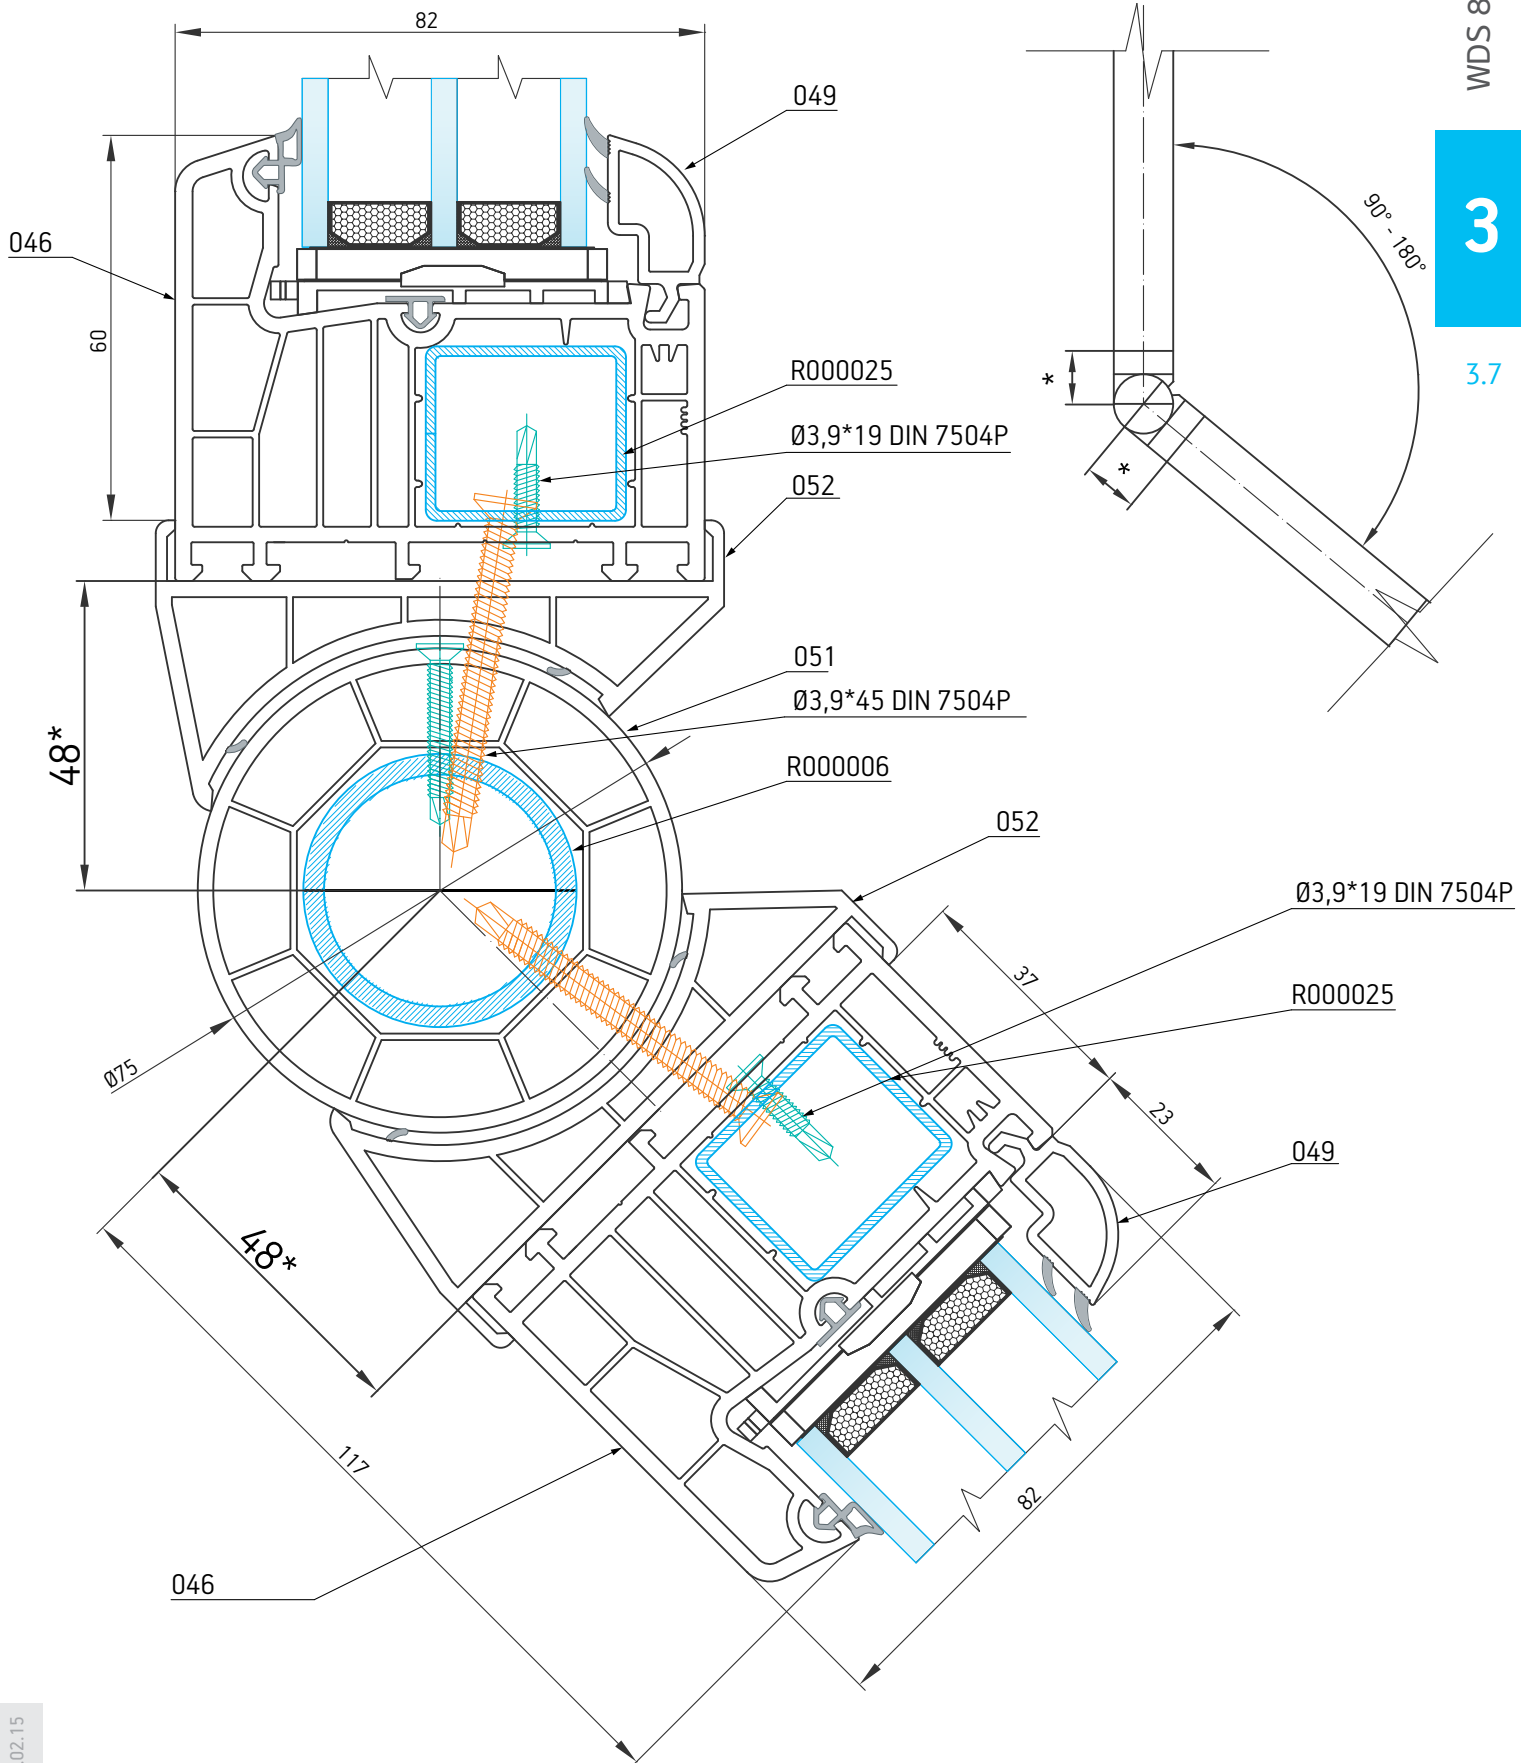 82
WDS 8
049
3
046
90° - 180°
60
3.7
R000025
*
Ø3,9*19 DIN 7504P
*
052
051
Ø3,9*45 DIN 7504P
48*
R000006
052
Ø3,9*19 DIN 7504P
37
R000025
Ø75
23
049
48*
117
82
046
.02.15